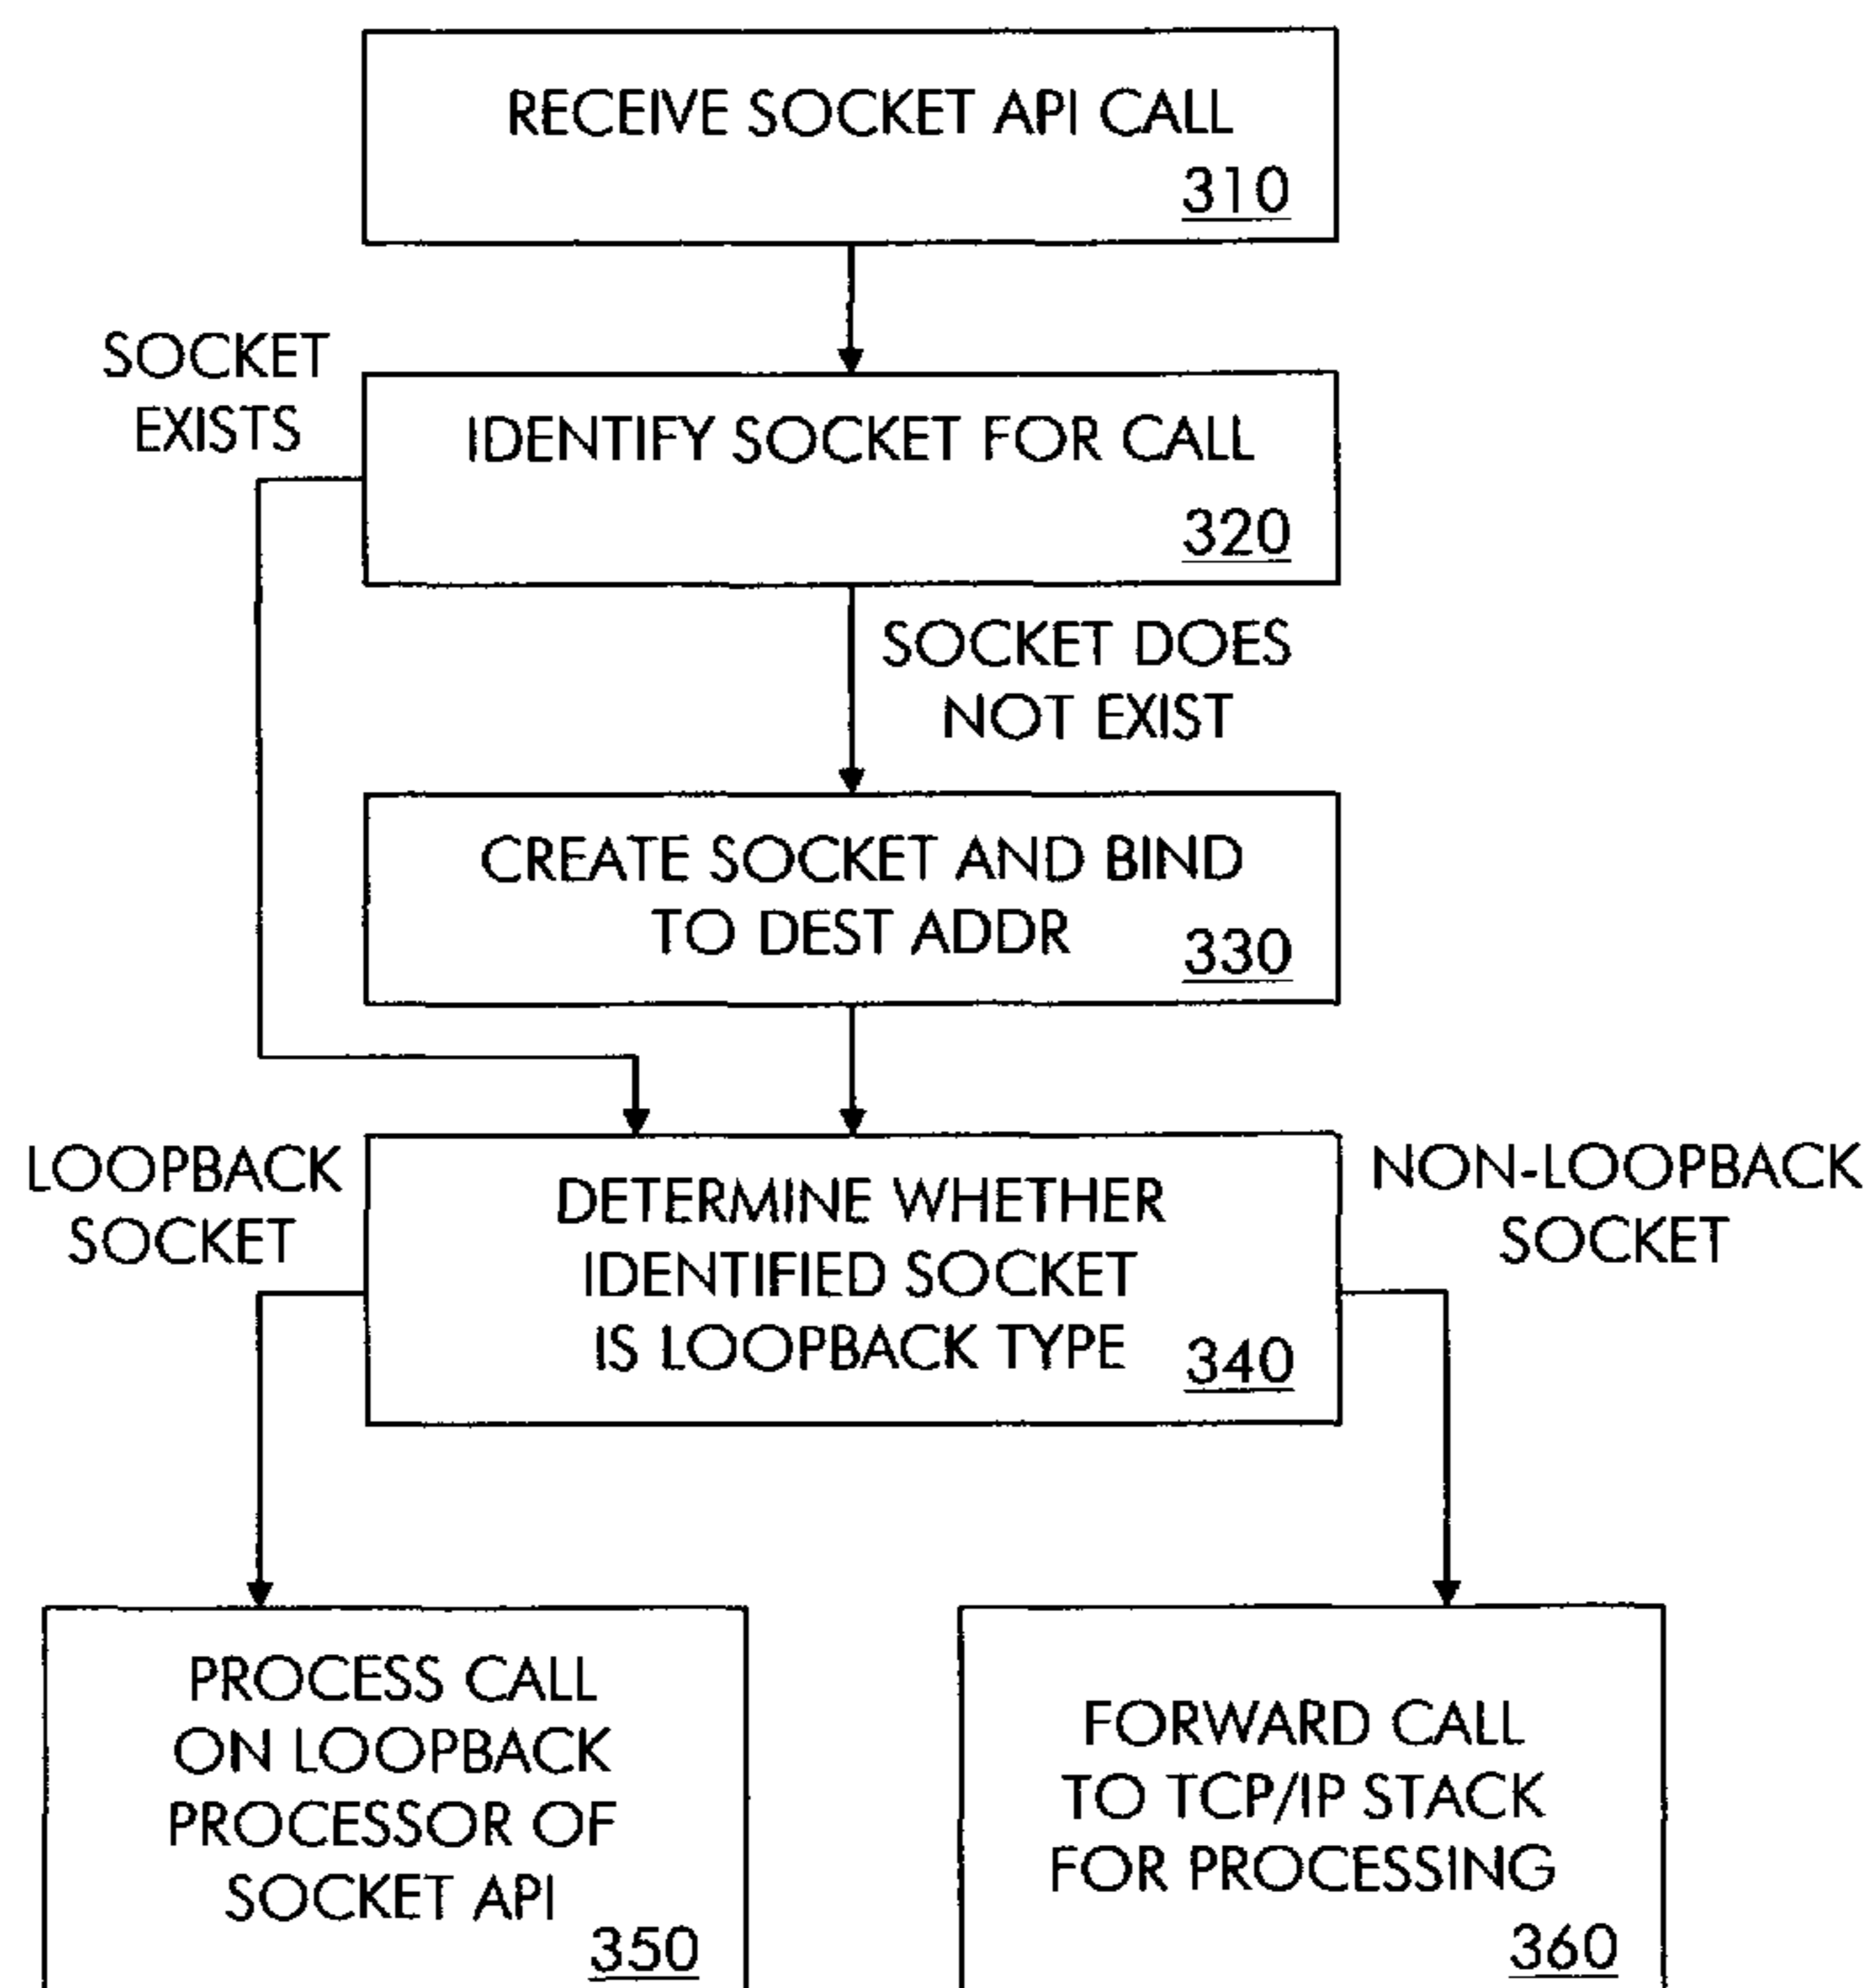 RECEIVE SOCKET API CALL
310
SOCKET
EXISTS
IDENTIFY SOCKET FOR CALL
320
SOCKET DOES
NOT EXIST
CREATE SOCKET AND BIND
TO DEST ADDR
330
LOOPBACK
SOCKET
DETERMINE WHETHER
IDENTIFIED SOCKET
IS LOOPBACK TYPE
340
NON-LOOPBACK
SOCKET
PROCESS CALL
ON LOOPBACK
PROCESSOR OF
SOCKET API
350
FORWARD CALL
TO TCP/IP STACK
FOR PROCESSING
360